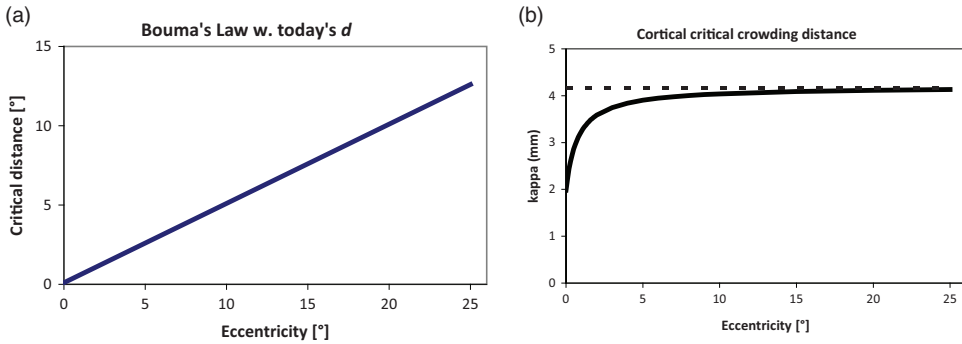 (a)
Bouma's Law w. today's d
15
10
5
0
Critical distance [°]
0 5 10 15 20 25
Eccentricity [°]
(b)
Cortical critical crowding distance
5
4
3
2
1
0
kappa (mm)
0 5 10 15 20 25
Eccentricity [°]